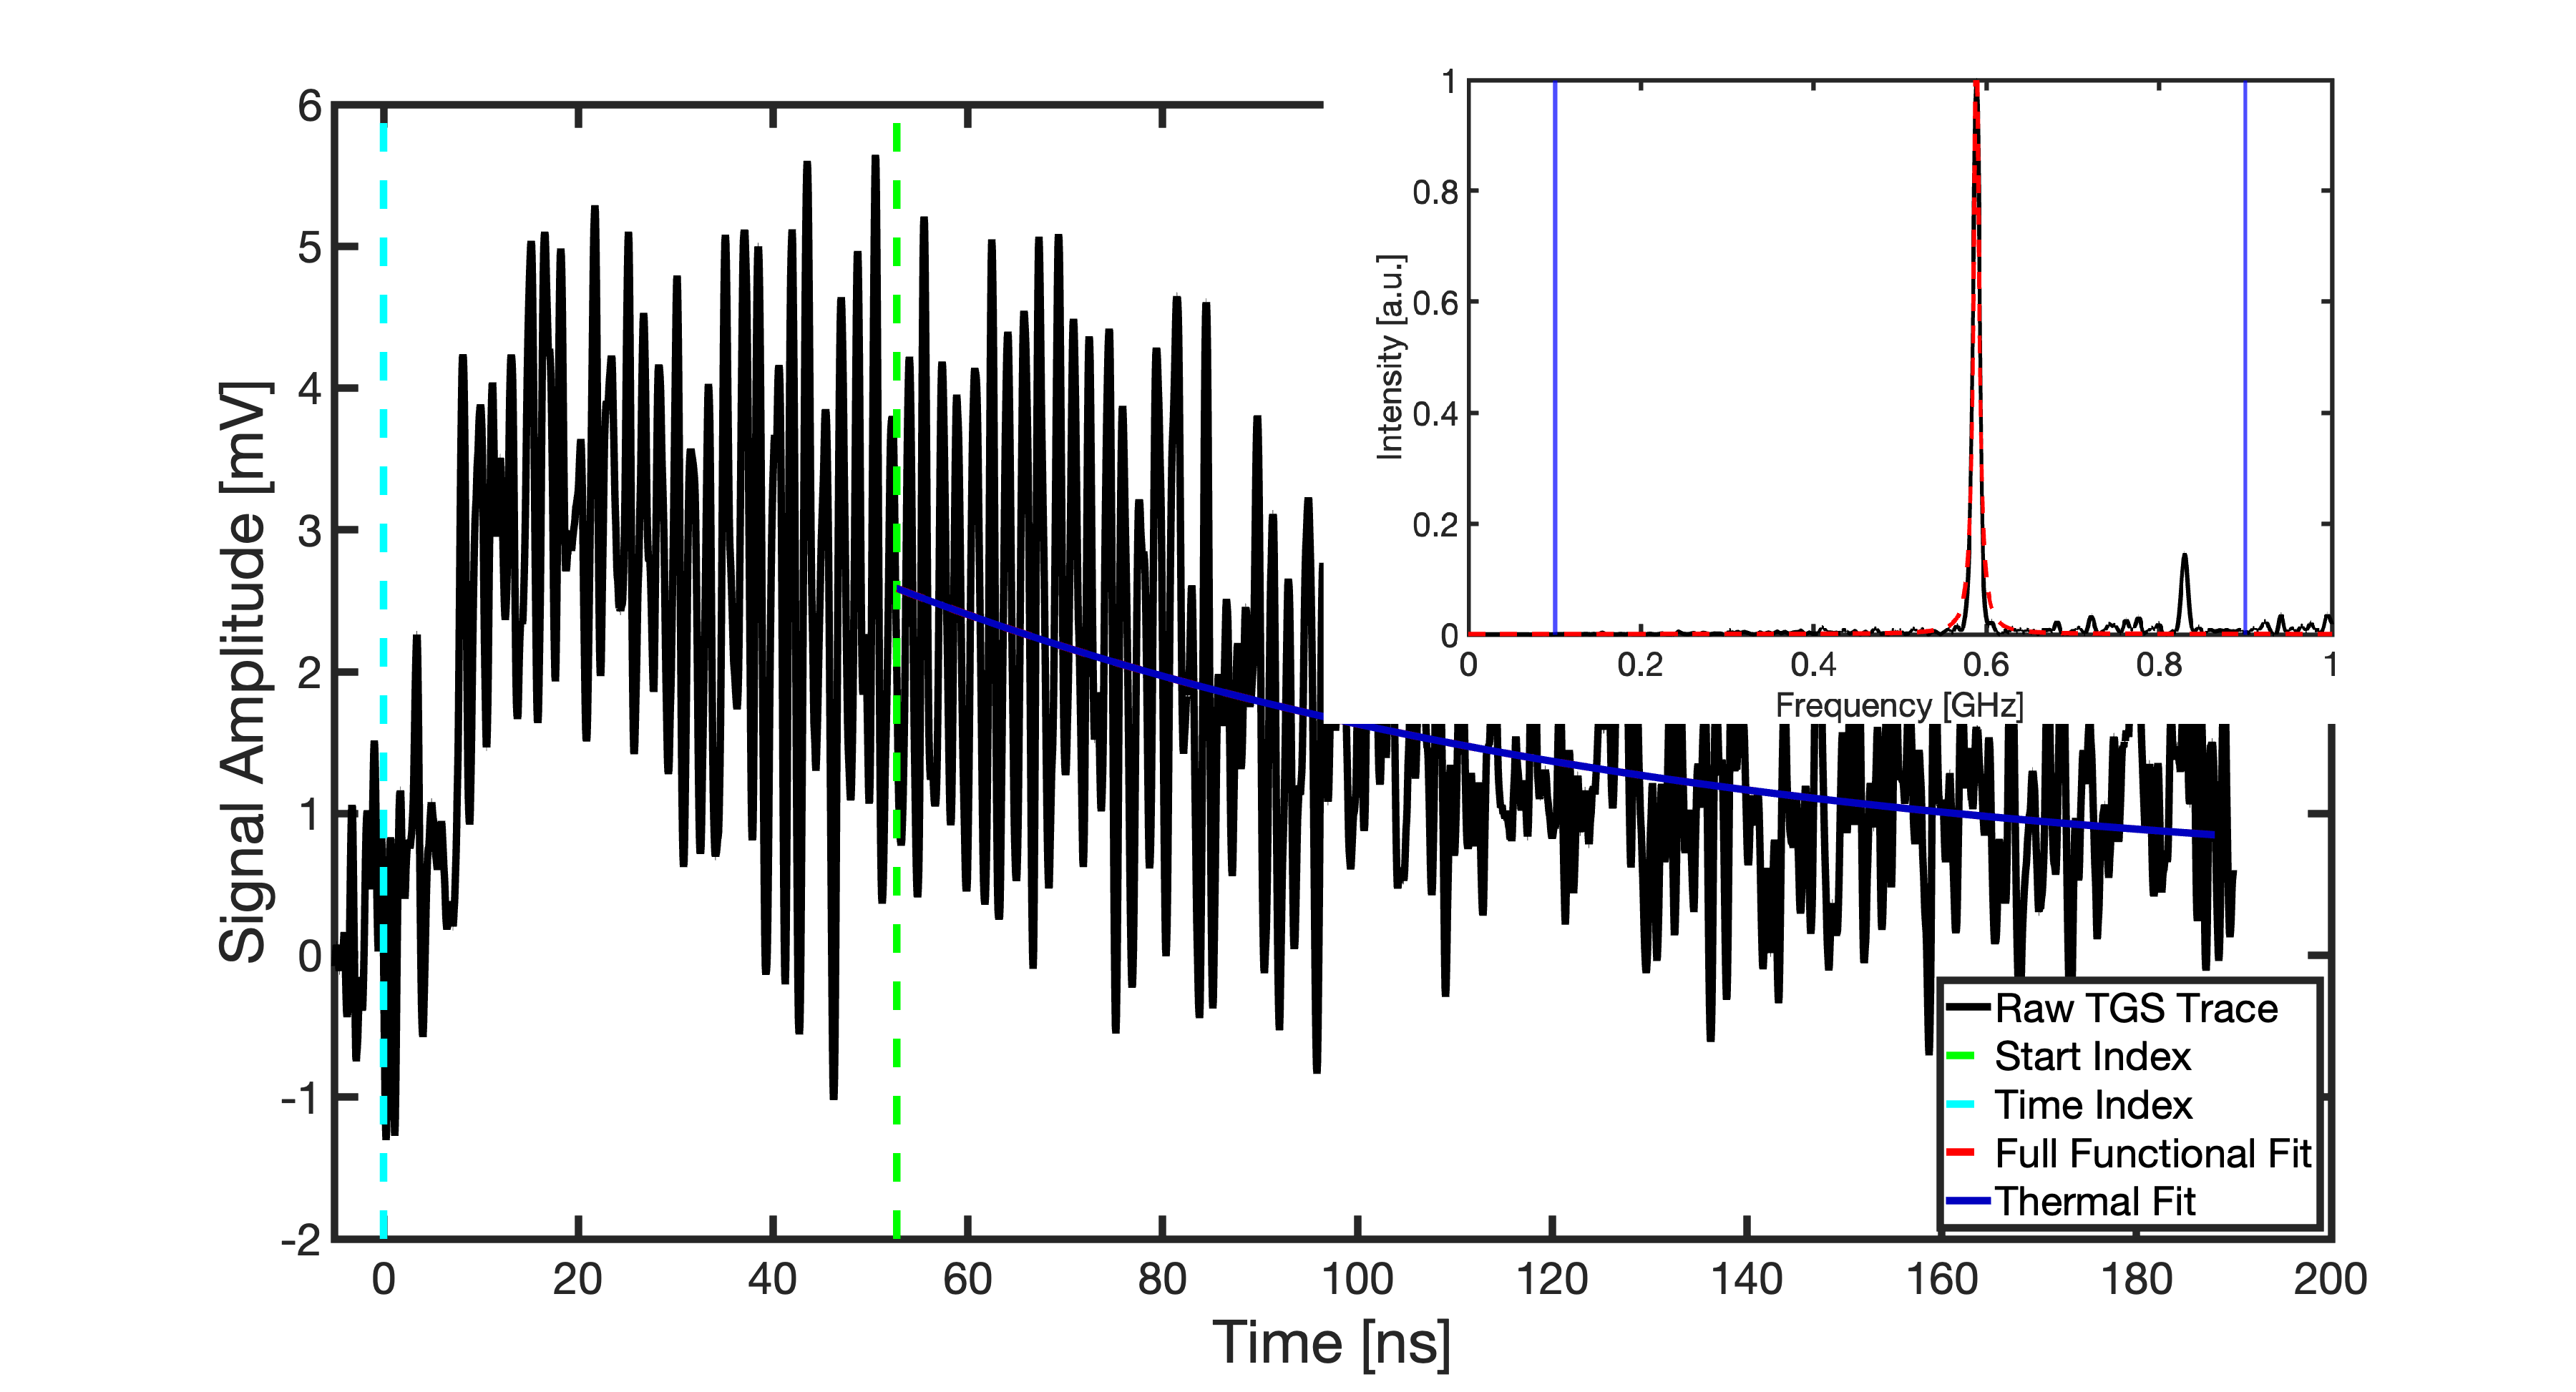 6
5
4
3
2
1
0
-1
-2
Signal Amplitude [mV]
0 20 40 60 80 100 120 140 160 180 200
Time [ns]
1
0.8
0.6
0.4
0.2
0
Intensity [a.u.]
0 0.2 0.4 0.6 0.8 1
Frequency [GHz]
Raw TGS Trace
Start Index
Time Index
Full Functional Fit
Thermal Fit